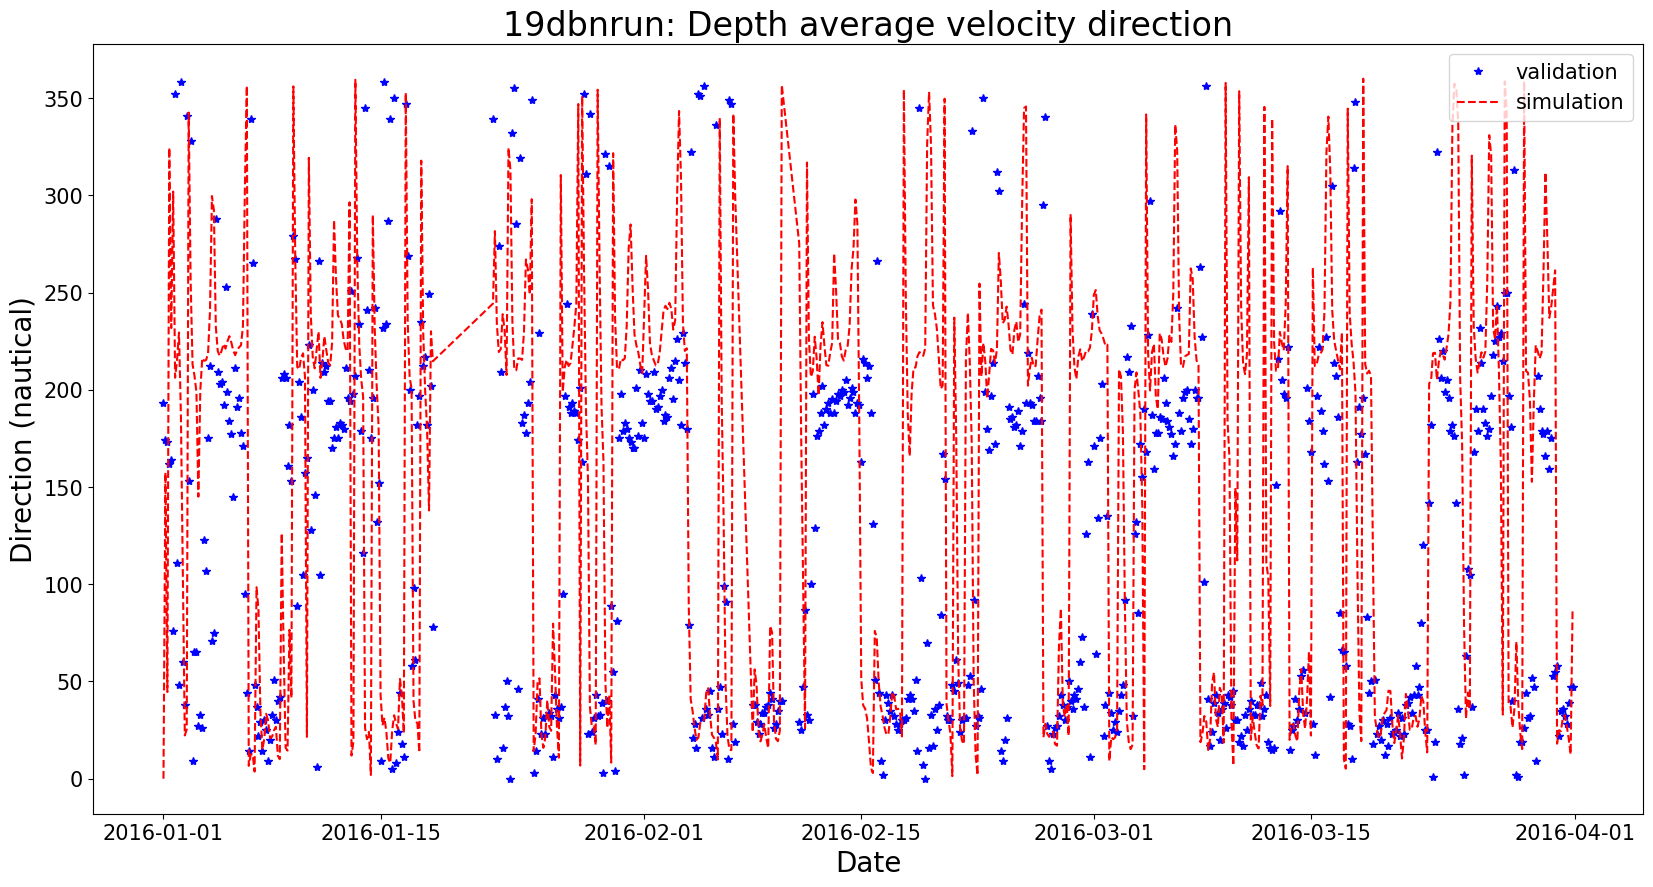 19dbnrun: Depth average velocity direction
validation
simulation
Direction (nautical)
350
300
250
200
150
100
50
0
2016-01-01 2016-01-15 2016-02-01 2016-02-15 2016-03-01 2016-03-15 2016-04-01
Date